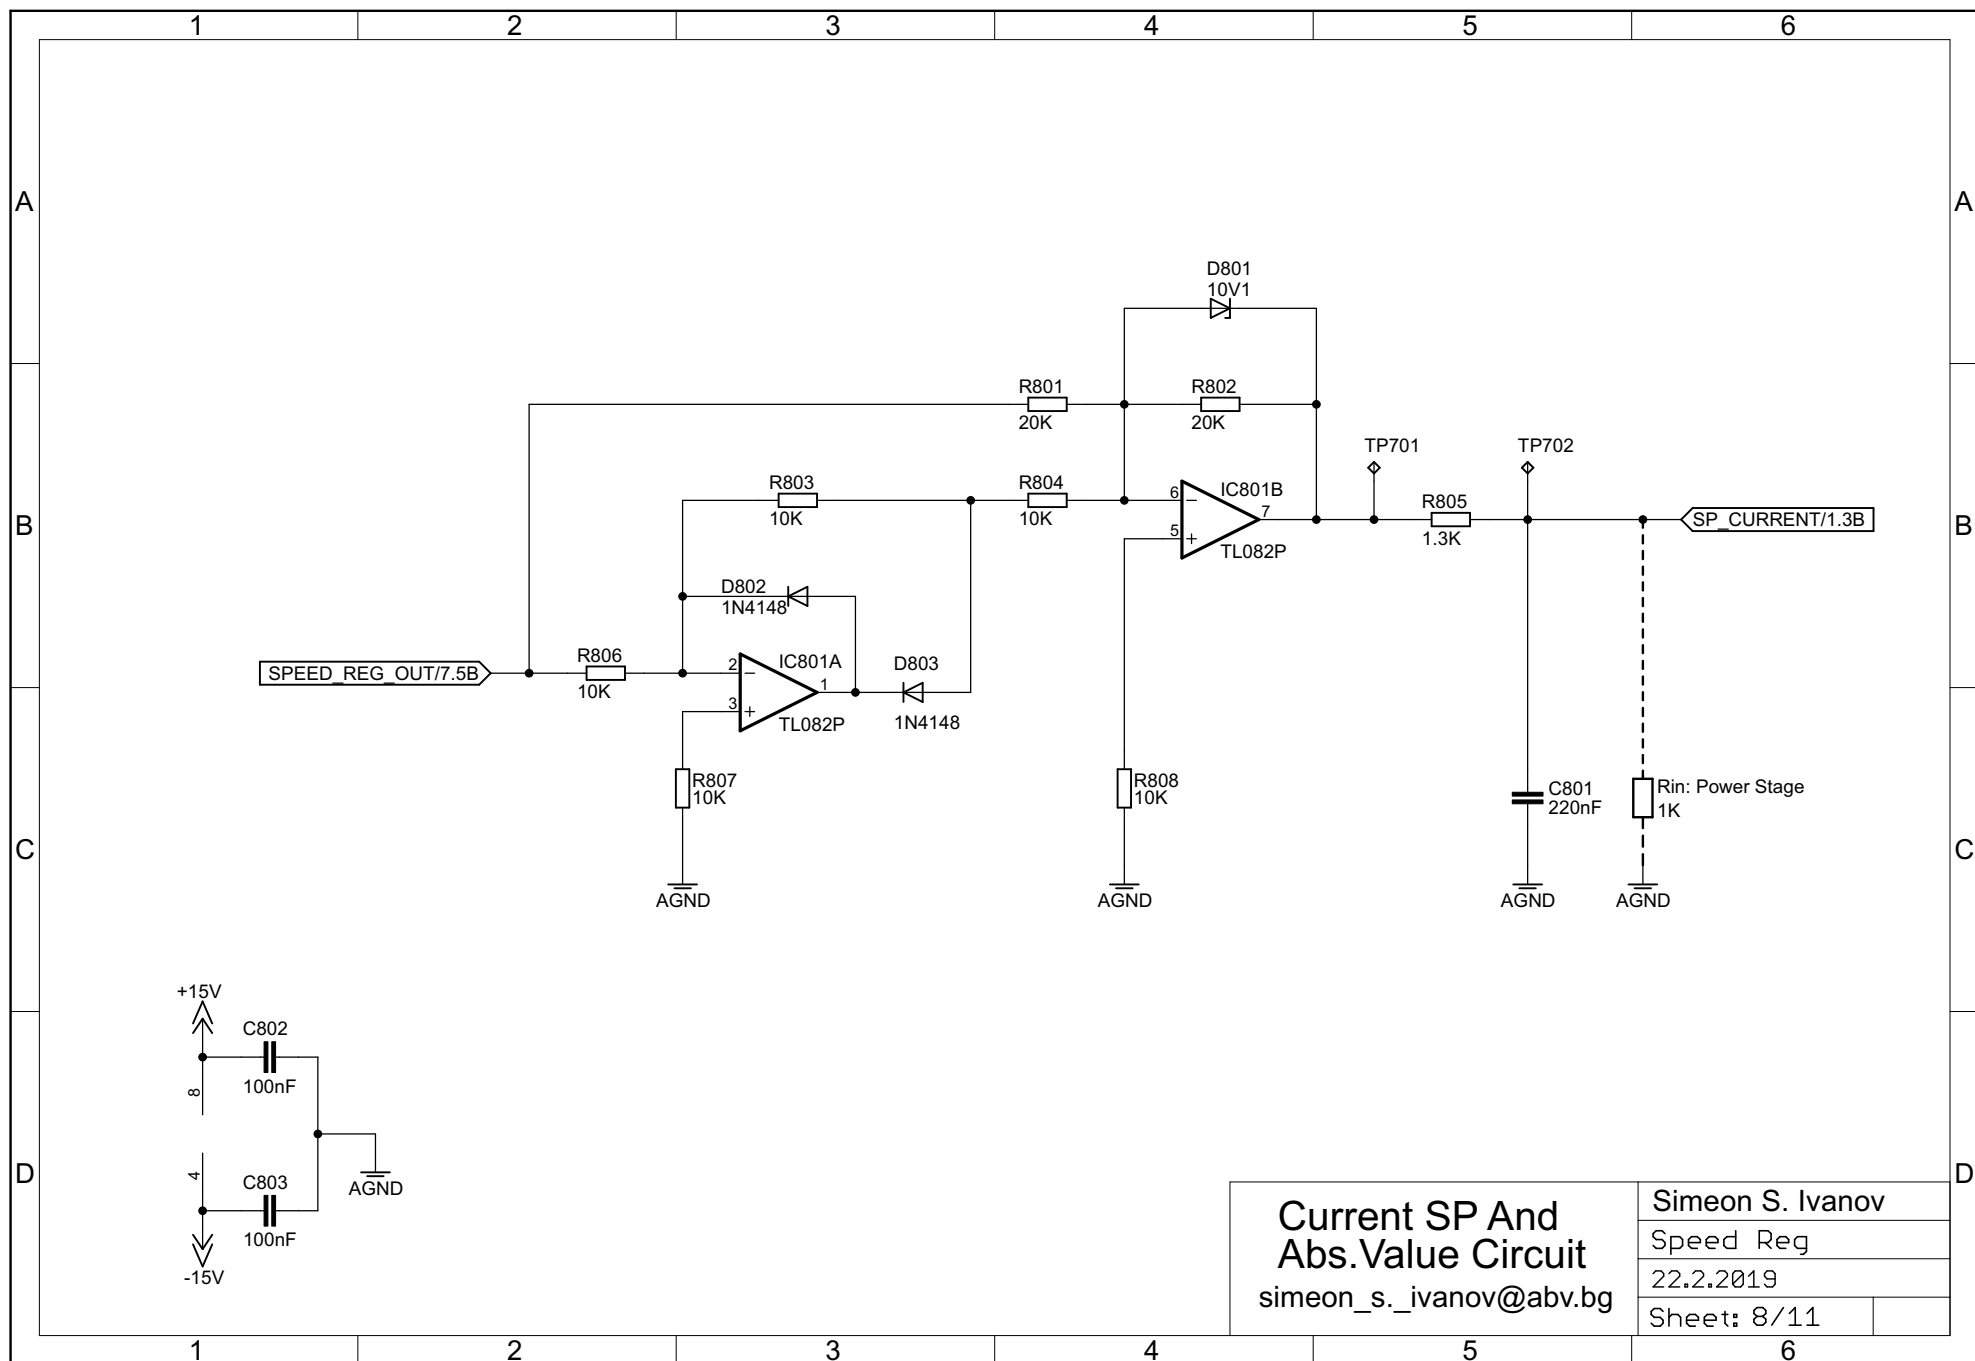 1 2 3 4 5 6
A A
D801
10V1
R801 R802
20K 20K
TP701 TP702
R803 R804 6 IC801B
10K 10K 7 R805
B SP_CURRENT/1.3B B
5 1.3K
TL082P
D802
1N4148
R806 2 IC801A D803
SPEED_REG_OUT/7.5B 1
10K 3
TL082P 1N4148
R807 R808 C801 Rin: Power Stage
10K 10K 220nF 1K
C C
AGND AGND AGND AGND
+15V
C802
100nF
8
4
D C803 AGND D
100nF
-15V
Current SP And
Abs.Value Circuit
simeon_s._ivanov@abv.bg
Simeon S. Ivanov
Speed Reg
22.2.2019
Sheet: 8/11
1 2 3 4 5 6